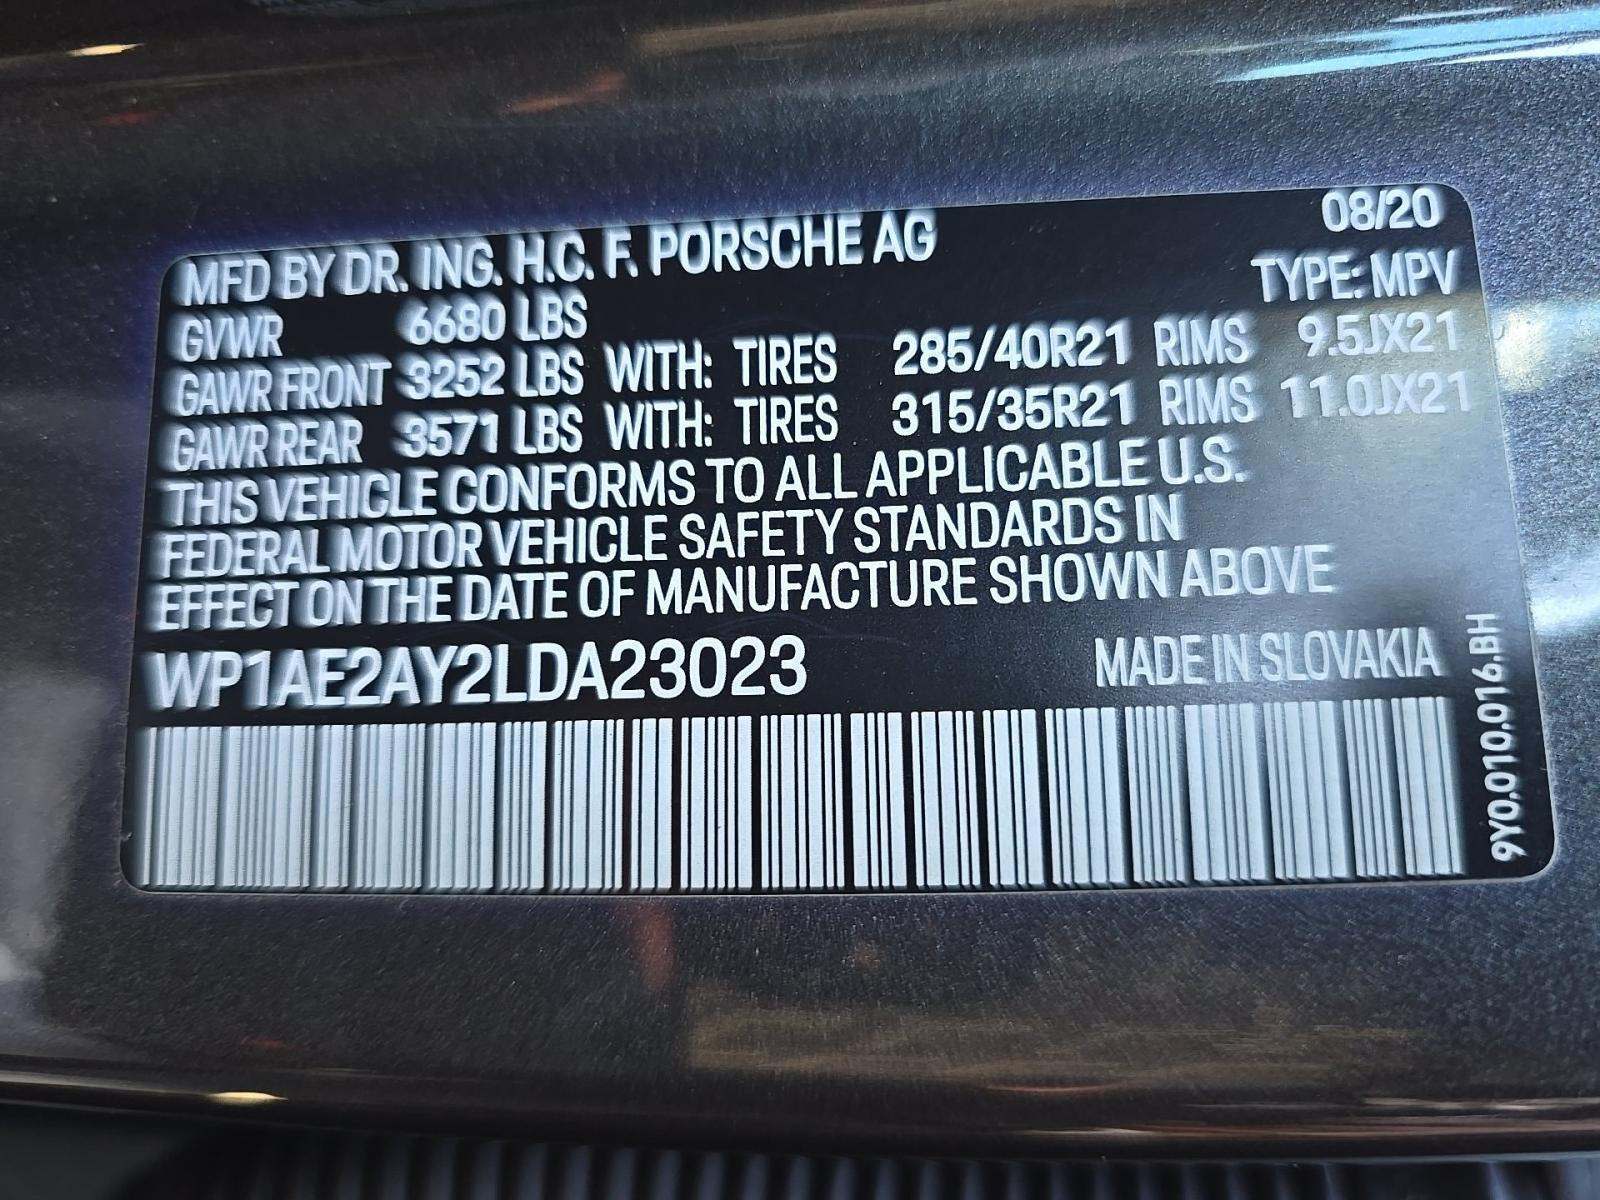 MFD BY DR. ING. H.C. F. PORSCHE AG 08/20
GVWR 6680 LBS TYPE: MPV
GAWR FRONT 3252 LBS WITH: TIRES 285/40R21 RIMS 9.5JX21
GAWR REAR 3571 LBS WITH: TIRES 315/35R21 RIMS 11.0JX21
THIS VEHICLE CONFORMS TO ALL APPLICABLE U.S.
FEDERAL MOTOR VEHICLE SAFETY STANDARDS IN
EFFECT ON THE DATE OF MANUFACTURE SHOWN ABOVE
WP1AE2AY2LDA23023 MADE IN SLOVAKIA
9Y0.010.016.BH